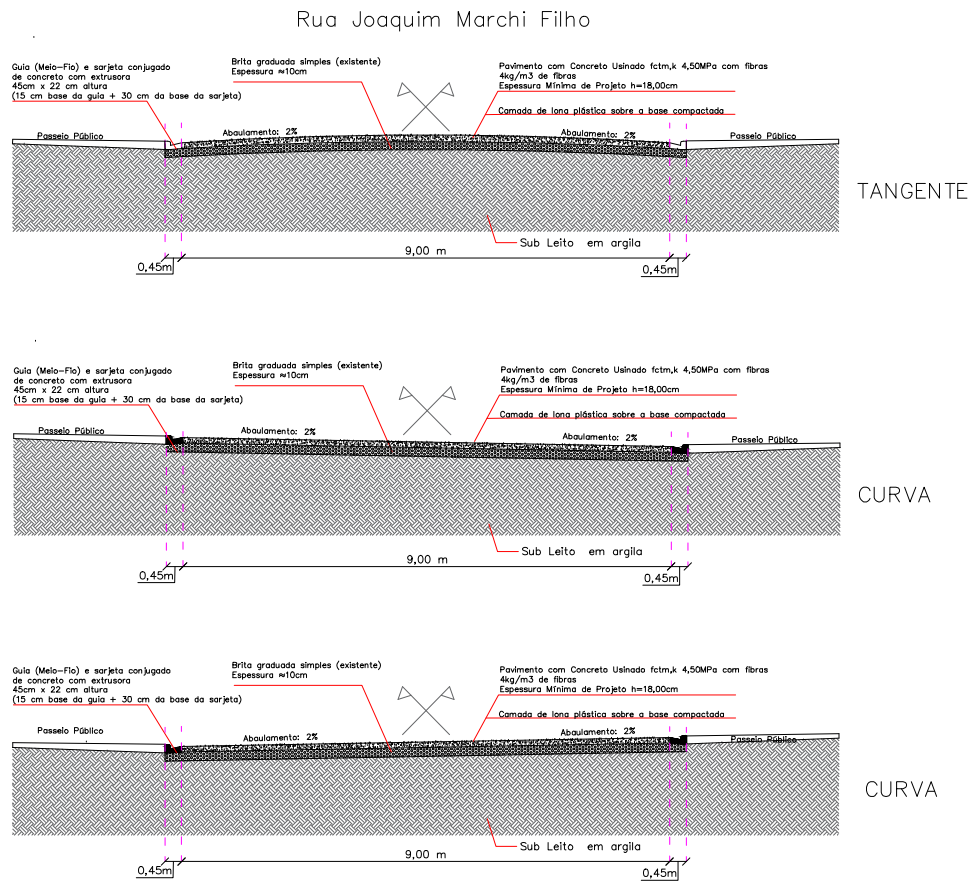 Rua Joaquim Marchi Filho
Guia (Meio-Fio) e sarjeta conjugado
de concreto com extrusora
45cm x 22 cm altura
(15 cm base da guia + 30 cm da base da sarjeta)
Brita graduada simples (existente)
Espessura ≈10cm
Pavimento com Concreto Usinado fctm,k 4,50MPa com fibras
4kg/m3 de fibras
Espessura Mínima de Projeto h=18,00cm
Camada de lona plástica sobre a base compactada
Passeio Público
Abaulamento: 2%
Abaulamento: 2%
Passeio Público
TANGENTE
Sub Leito em argila
9,00 m
0,45m
0,45m
Guia (Meio-Fio) e sarjeta conjugado
de concreto com extrusora
45cm x 22 cm altura
(15 cm base da guia + 30 cm da base da sarjeta)
Brita graduada simples (existente)
Espessura ≈10cm
Pavimento com Concreto Usinado fctm,k 4,50MPa com fibras
4kg/m3 de fibras
Espessura Mínima de Projeto h=18,00cm
Camada de lona plástica sobre a base compactada
Passeio Público
Abaulamento: 2%
Abaulamento: 2%
Passeio Público
CURVA
Sub Leito em argila
9,00 m
0,45m
0,45m
Guia (Meio-Fio) e sarjeta conjugado
de concreto com extrusora
45cm x 22 cm altura
(15 cm base da guia + 30 cm da base da sarjeta)
Brita graduada simples (existente)
Espessura ≈10cm
Pavimento com Concreto Usinado fctm,k 4,50MPa com fibras
4kg/m3 de fibras
Espessura Mínima de Projeto h=18,00cm
Camada de lona plástica sobre a base compactada
Passeio Público
Abaulamento: 2%
Abaulamento: 2%
Passeio Público
CURVA
Sub Leito em argila
9,00 m
0,45m
0,45m